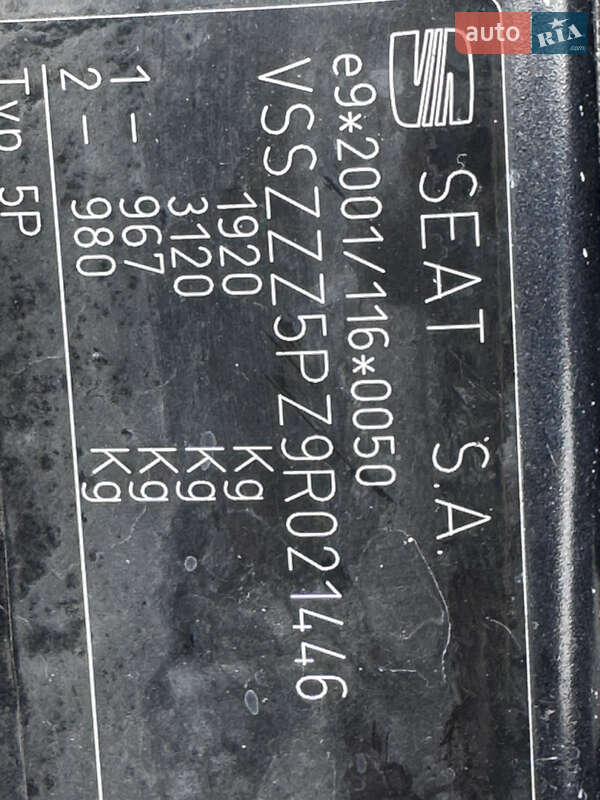 auto RIA .com
SEAT S.A.
e9*2001/116*0050
VSSZZZ5PZ9R021446
1920 Kg
3120 Kg
1- 967 Kg
2- 980 Kg
Typ 5P